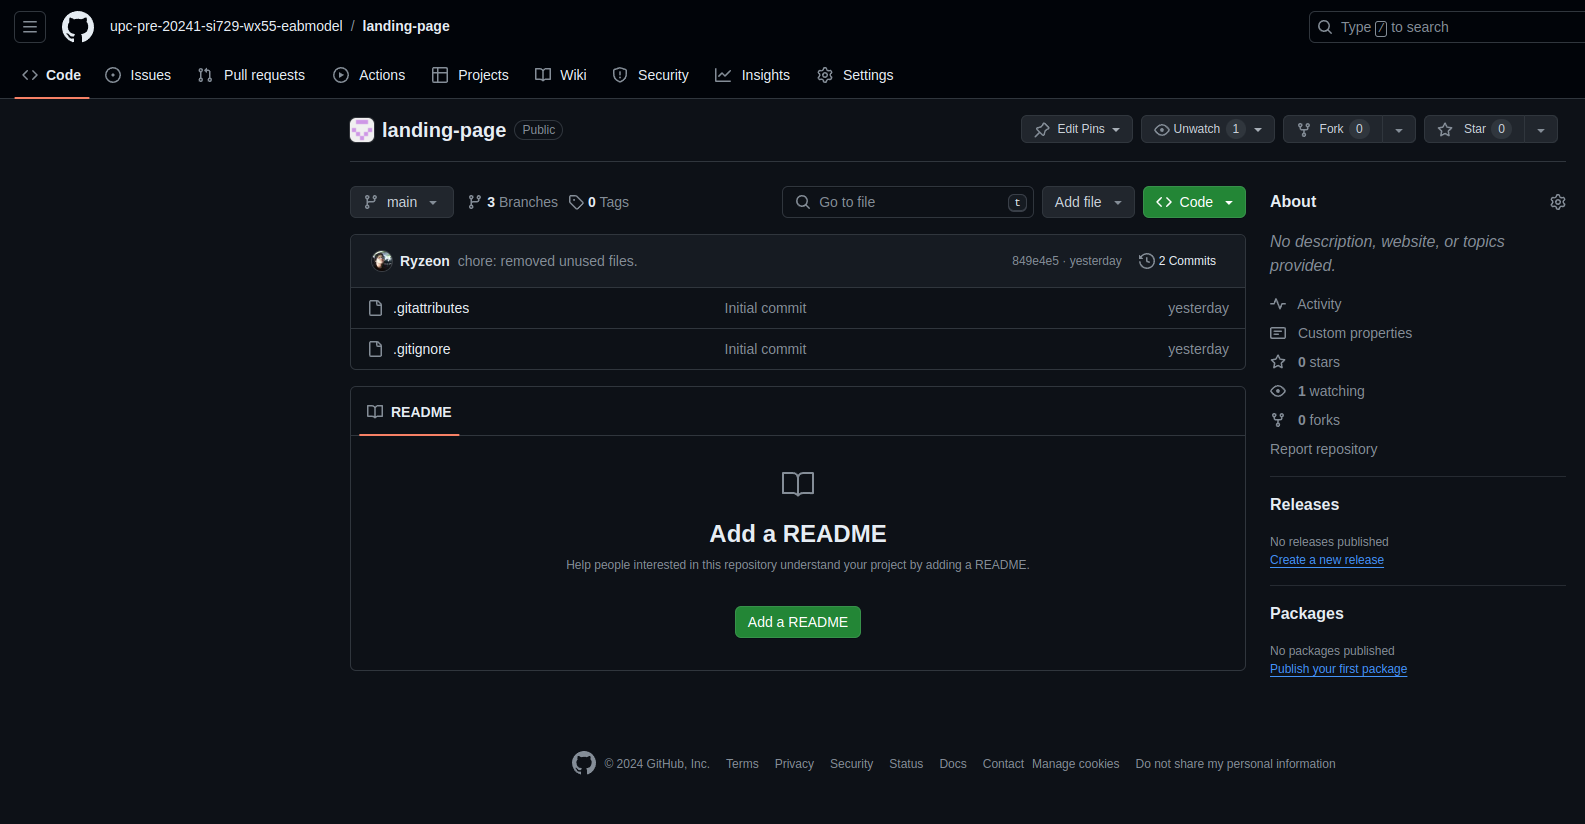 upc-pre-20241-si729-wx55-eabmodel / landing-page
Type / to search
Code Issues Pull requests Actions Projects Wiki Security Insights Settings
landing-page Public
Edit Pins Unwatch 1 Fork 0 Star 0
main 3 Branches 0 Tags
Go to file t Add file Code
Ryzeon chore: removed unused files. 849e4e5 · yesterday 2 Commits
.gitattributes Initial commit yesterday
.gitignore Initial commit yesterday
README
Add a README
Help people interested in this repository understand your project by adding a README.
Add a README
About
No description, website, or topics
provided.
Activity
Custom properties
0 stars
1 watching
0 forks
Report repository
Releases
No releases published
Create a new release
Packages
No packages published
Publish your first package
© 2024 GitHub, Inc. Terms Privacy Security Status Docs Contact Manage cookies Do not share my personal information